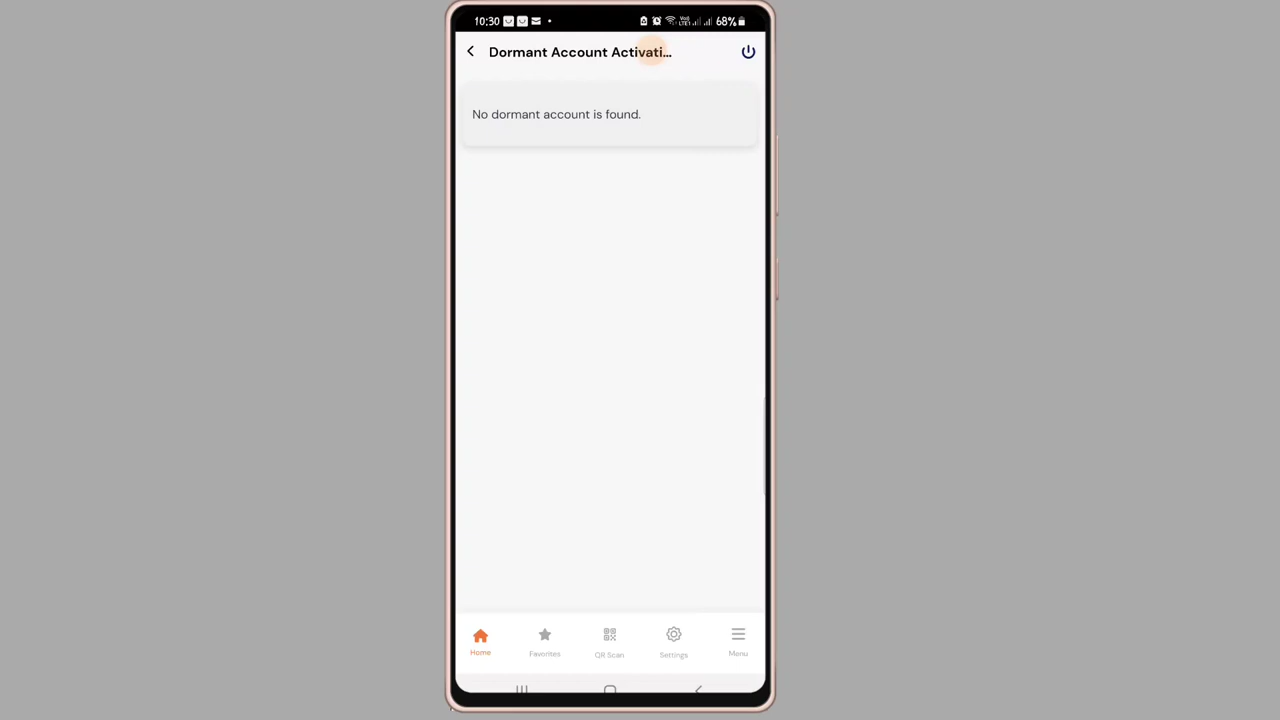 10:30 68%
Dormant Account Activati...
No dormant account is found.
Home Favorites QR Scan Settings Menu